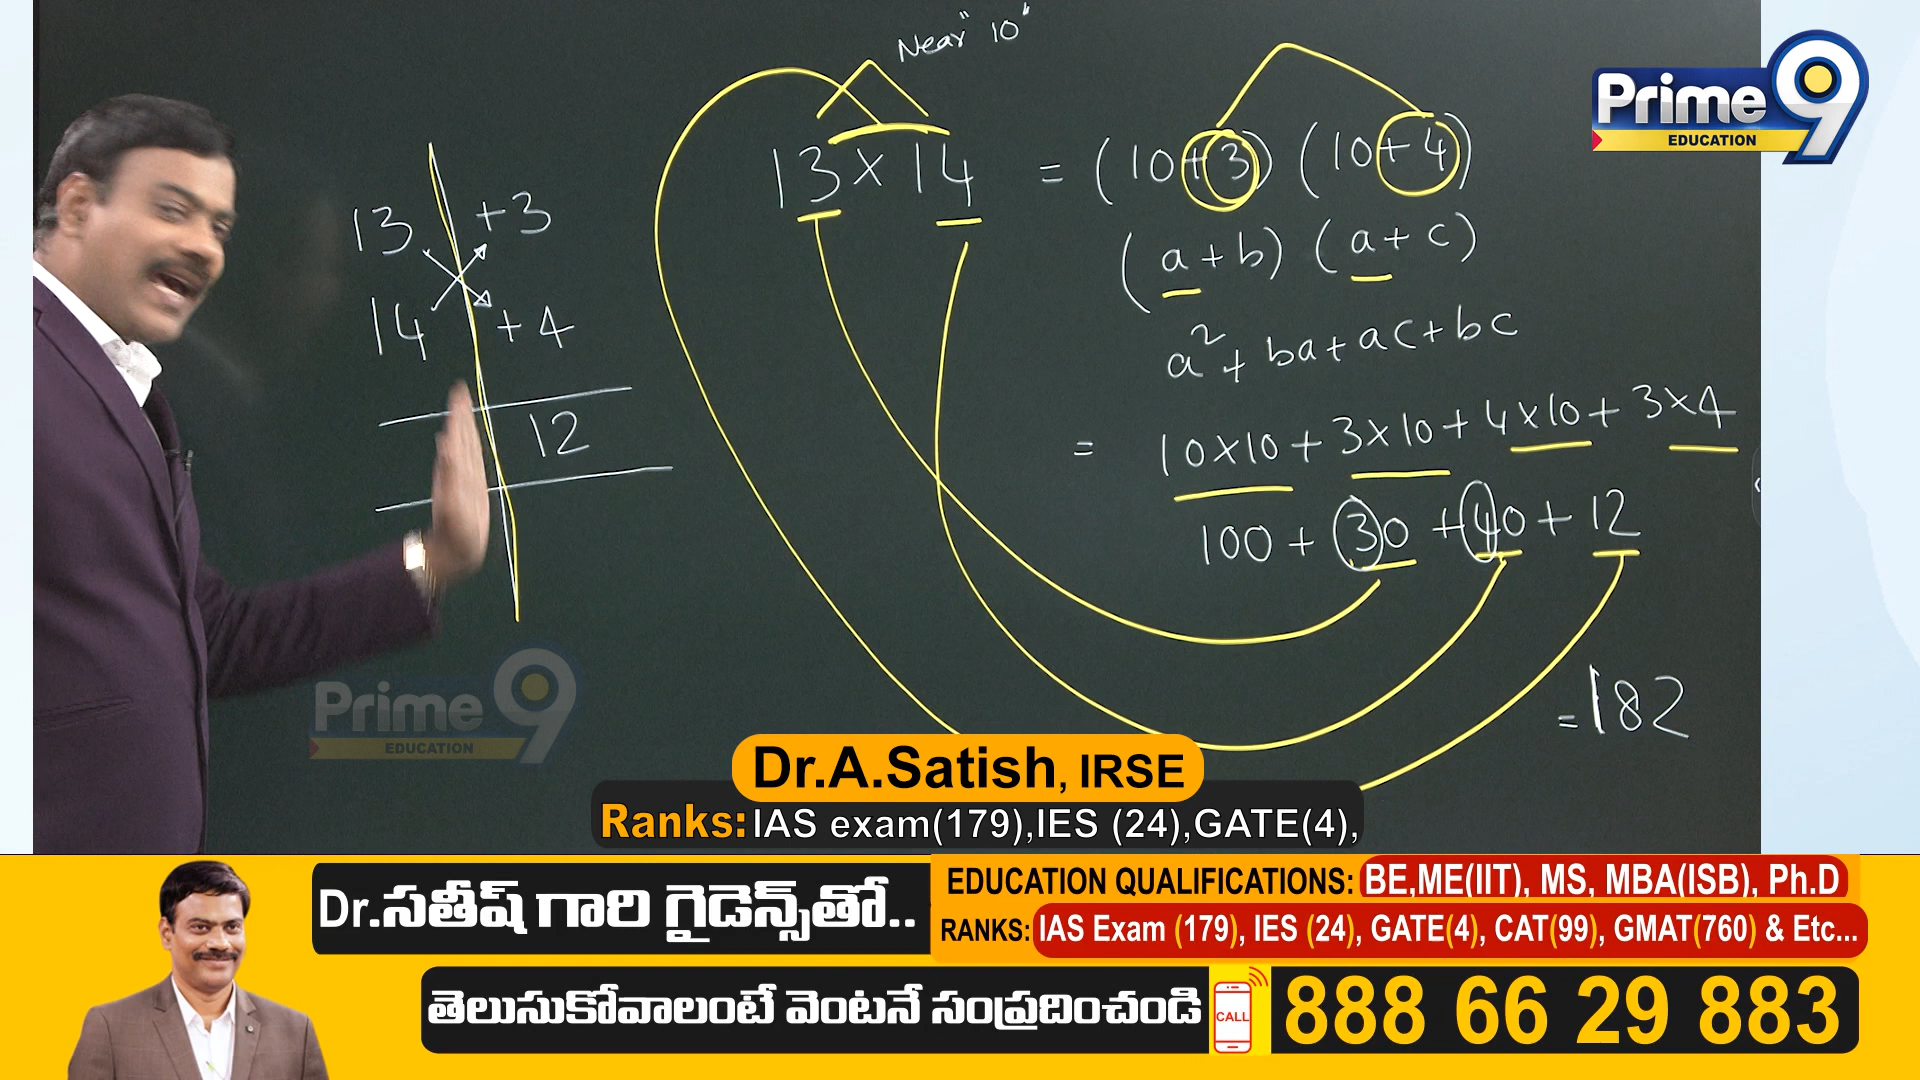 Near "10"
13 × 14 = (10+3) (10+4)
(a+b) (a+c)
a² + ba + ac + bc
= 10×10 + 3×10 + 4×10 + 3×4
100 + 30 + 40 + 12
= 182
13 +3
14 +4
12
Prime 9
EDUCATION
Prime 9
EDUCATION
Dr.A.Satish, IRSE
Ranks: IAS exam(179),IES (24),GATE(4),
Dr.సతీష్ గారి గైడెన్స్‌తో..
EDUCATION QUALIFICATIONS: BE,ME(IIT), MS, MBA(ISB), Ph.D
RANKS: IAS Exam (179), IES (24), GATE(4), CAT(99), GMAT(760) & Etc...
తెలుసుకోవాలంటే వెంటనే సంప్రదించండి
CALL
888 66 29 883